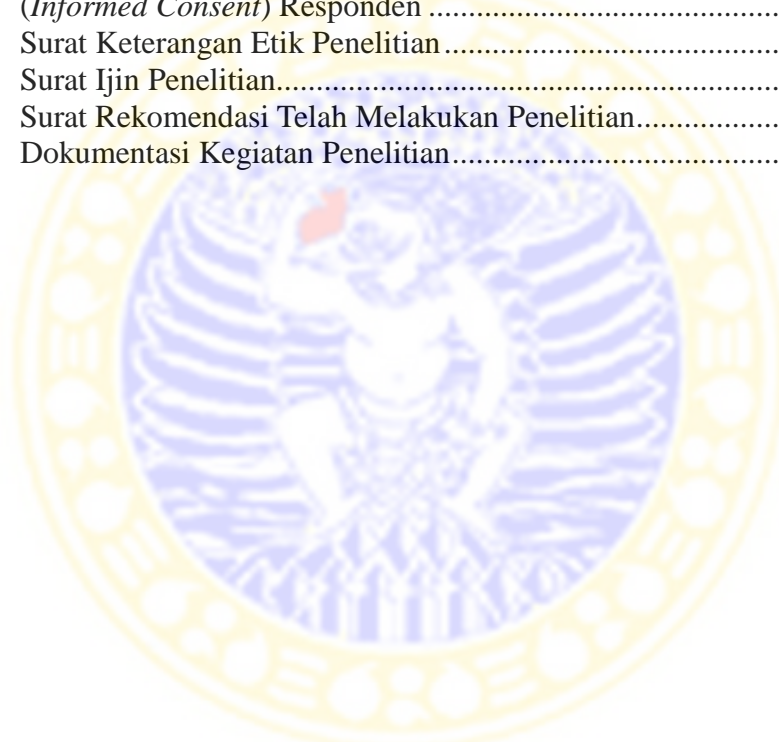 (Informed Consent) Responden ................................................
Surat Keterangan Etik Penelitian ................................................
Surat Ijin Penelitian................................................................
Surat Rekomendasi Telah Melakukan Penelitian..................
Dokumentasi Kegiatan Penelitian.........................................